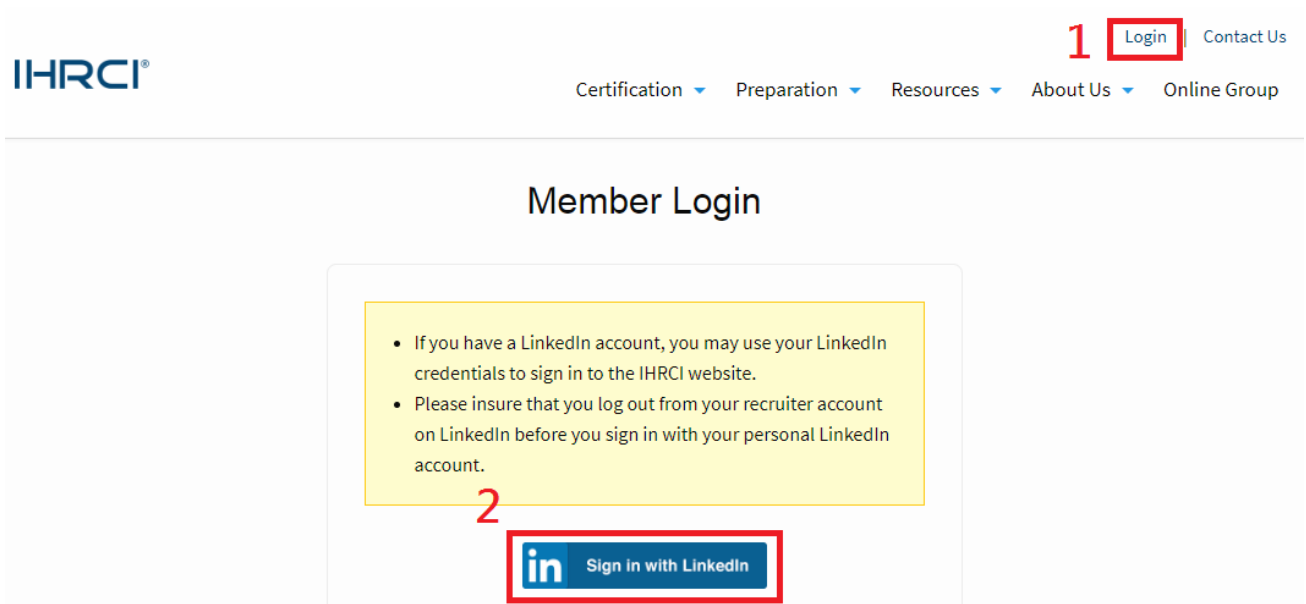 1 Login | Contact Us
IHRCI®
Certification Preparation Resources About Us Online Group
Member Login
• If you have a LinkedIn account, you may use your LinkedIn
credentials to sign in to the IHRCI website.
• Please insure that you log out from your recruiter account
on LinkedIn before you sign in with your personal LinkedIn
account.
2
in Sign in with LinkedIn